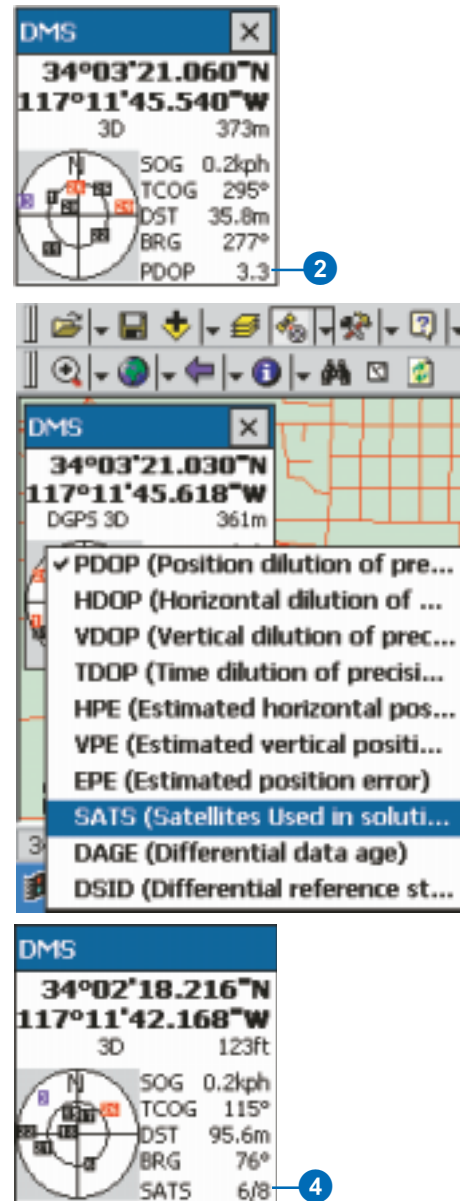 DMS
34°03'21.060"N
117°11'45.540"W
3D 373m
N
SOG 0.2kph
TCOG 295°
DST 35.8m
BRG 277°
PDOP 3.3
2
DMS
34°03'21.030"N
117°11'45.618"W
DGPS 3D 361m
PDOP (Position dilution of pre...
HDOP (Horizontal dilution of ...
VDOP (Vertical dilution of prec...
TDOP (Time dilution of precisi...
HPE (Estimated horizontal pos...
VPE (Estimated vertical positi...
EPE (Estimated position error)
SATS (Satellites Used in soluti...
DAGE (Differential data age)
DSID (Differential reference st...
DMS
34°02'18.216"N
117°11'42.168"W
3D 123ft
N
SOG 0.2kph
TCOG 115°
DST 95.6m
BRG 76°
SATS 6/8
4